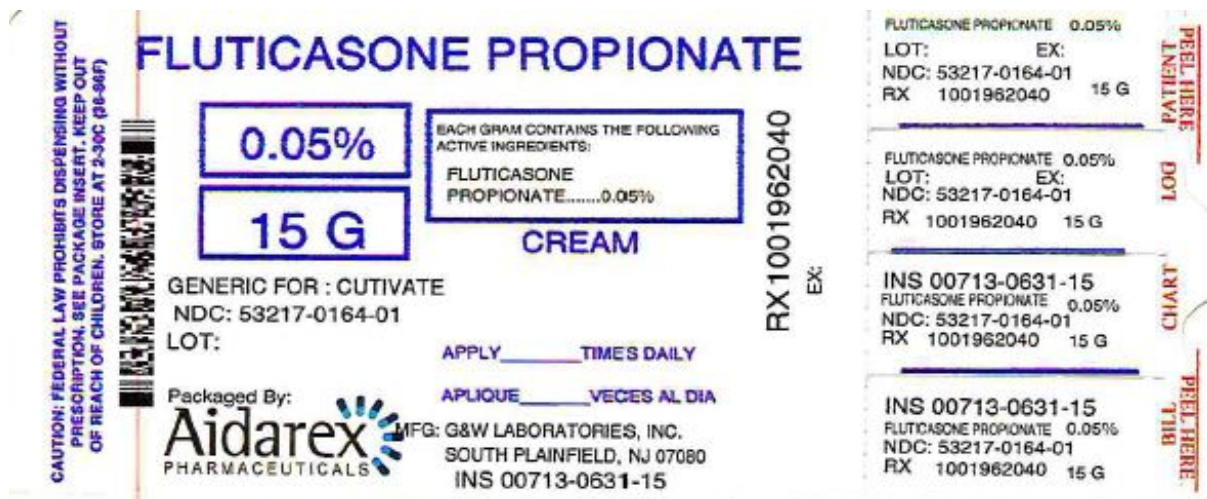 CAUTION: FEDERAL LAW PROHIBITS DISPENSING WITHOUT
PRESCRIPTION. SEE PACKAGE INSERT. KEEP OUT
OF REACH OF CHILDREN. STORE AT 2-30C (36-86F)
FLUTICASONE PROPIONATE
0.05%
15 G
EACH GRAM CONTAINS THE FOLLOWING
ACTIVE INGREDIENTS:
FLUTICASONE
PROPIONATE.......0.05%
CREAM
GENERIC FOR : CUTIVATE
NDC: 53217-0164-01
LOT:
APPLY______TIMES DAILY
APLIQUE______VECES AL DIA
Packaged By:
Aidarex
PHARMACEUTICALS
MFG: G&W LABORATORIES, INC.
SOUTH PLAINFIELD, NJ 07080
INS 00713-0631-15
RX1001962040
EX:
FLUTICASONE PROPIONATE 0.05%
LOT: EX:
NDC: 53217-0164-01
RX 1001962040 15 G
PEEL HERE
PATIENT
FLUTICASONE PROPIONATE 0.05%
LOT: EX:
NDC: 53217-0164-01
RX 1001962040 15 G
LOG
INS 00713-0631-15
FLUTICASONE PROPIONATE 0.05%
NDC: 53217-0164-01
RX 1001962040 15 G
CHART
INS 00713-0631-15
FLUTICASONE PROPIONATE 0.05%
NDC: 53217-0164-01
RX 1001962040 15 G
PEEL HERE
BILL